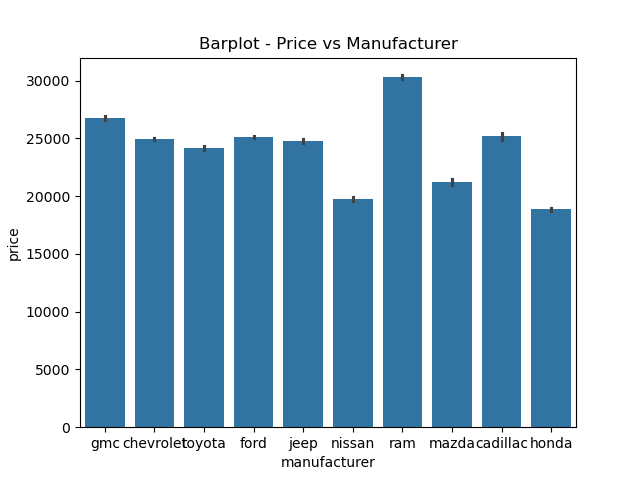 Barplot - Price vs Manufacturer
30000
25000
20000
15000
10000
5000
0
price
gmc chevrolet toyota ford jeep nissan ram mazda cadillac honda
manufacturer